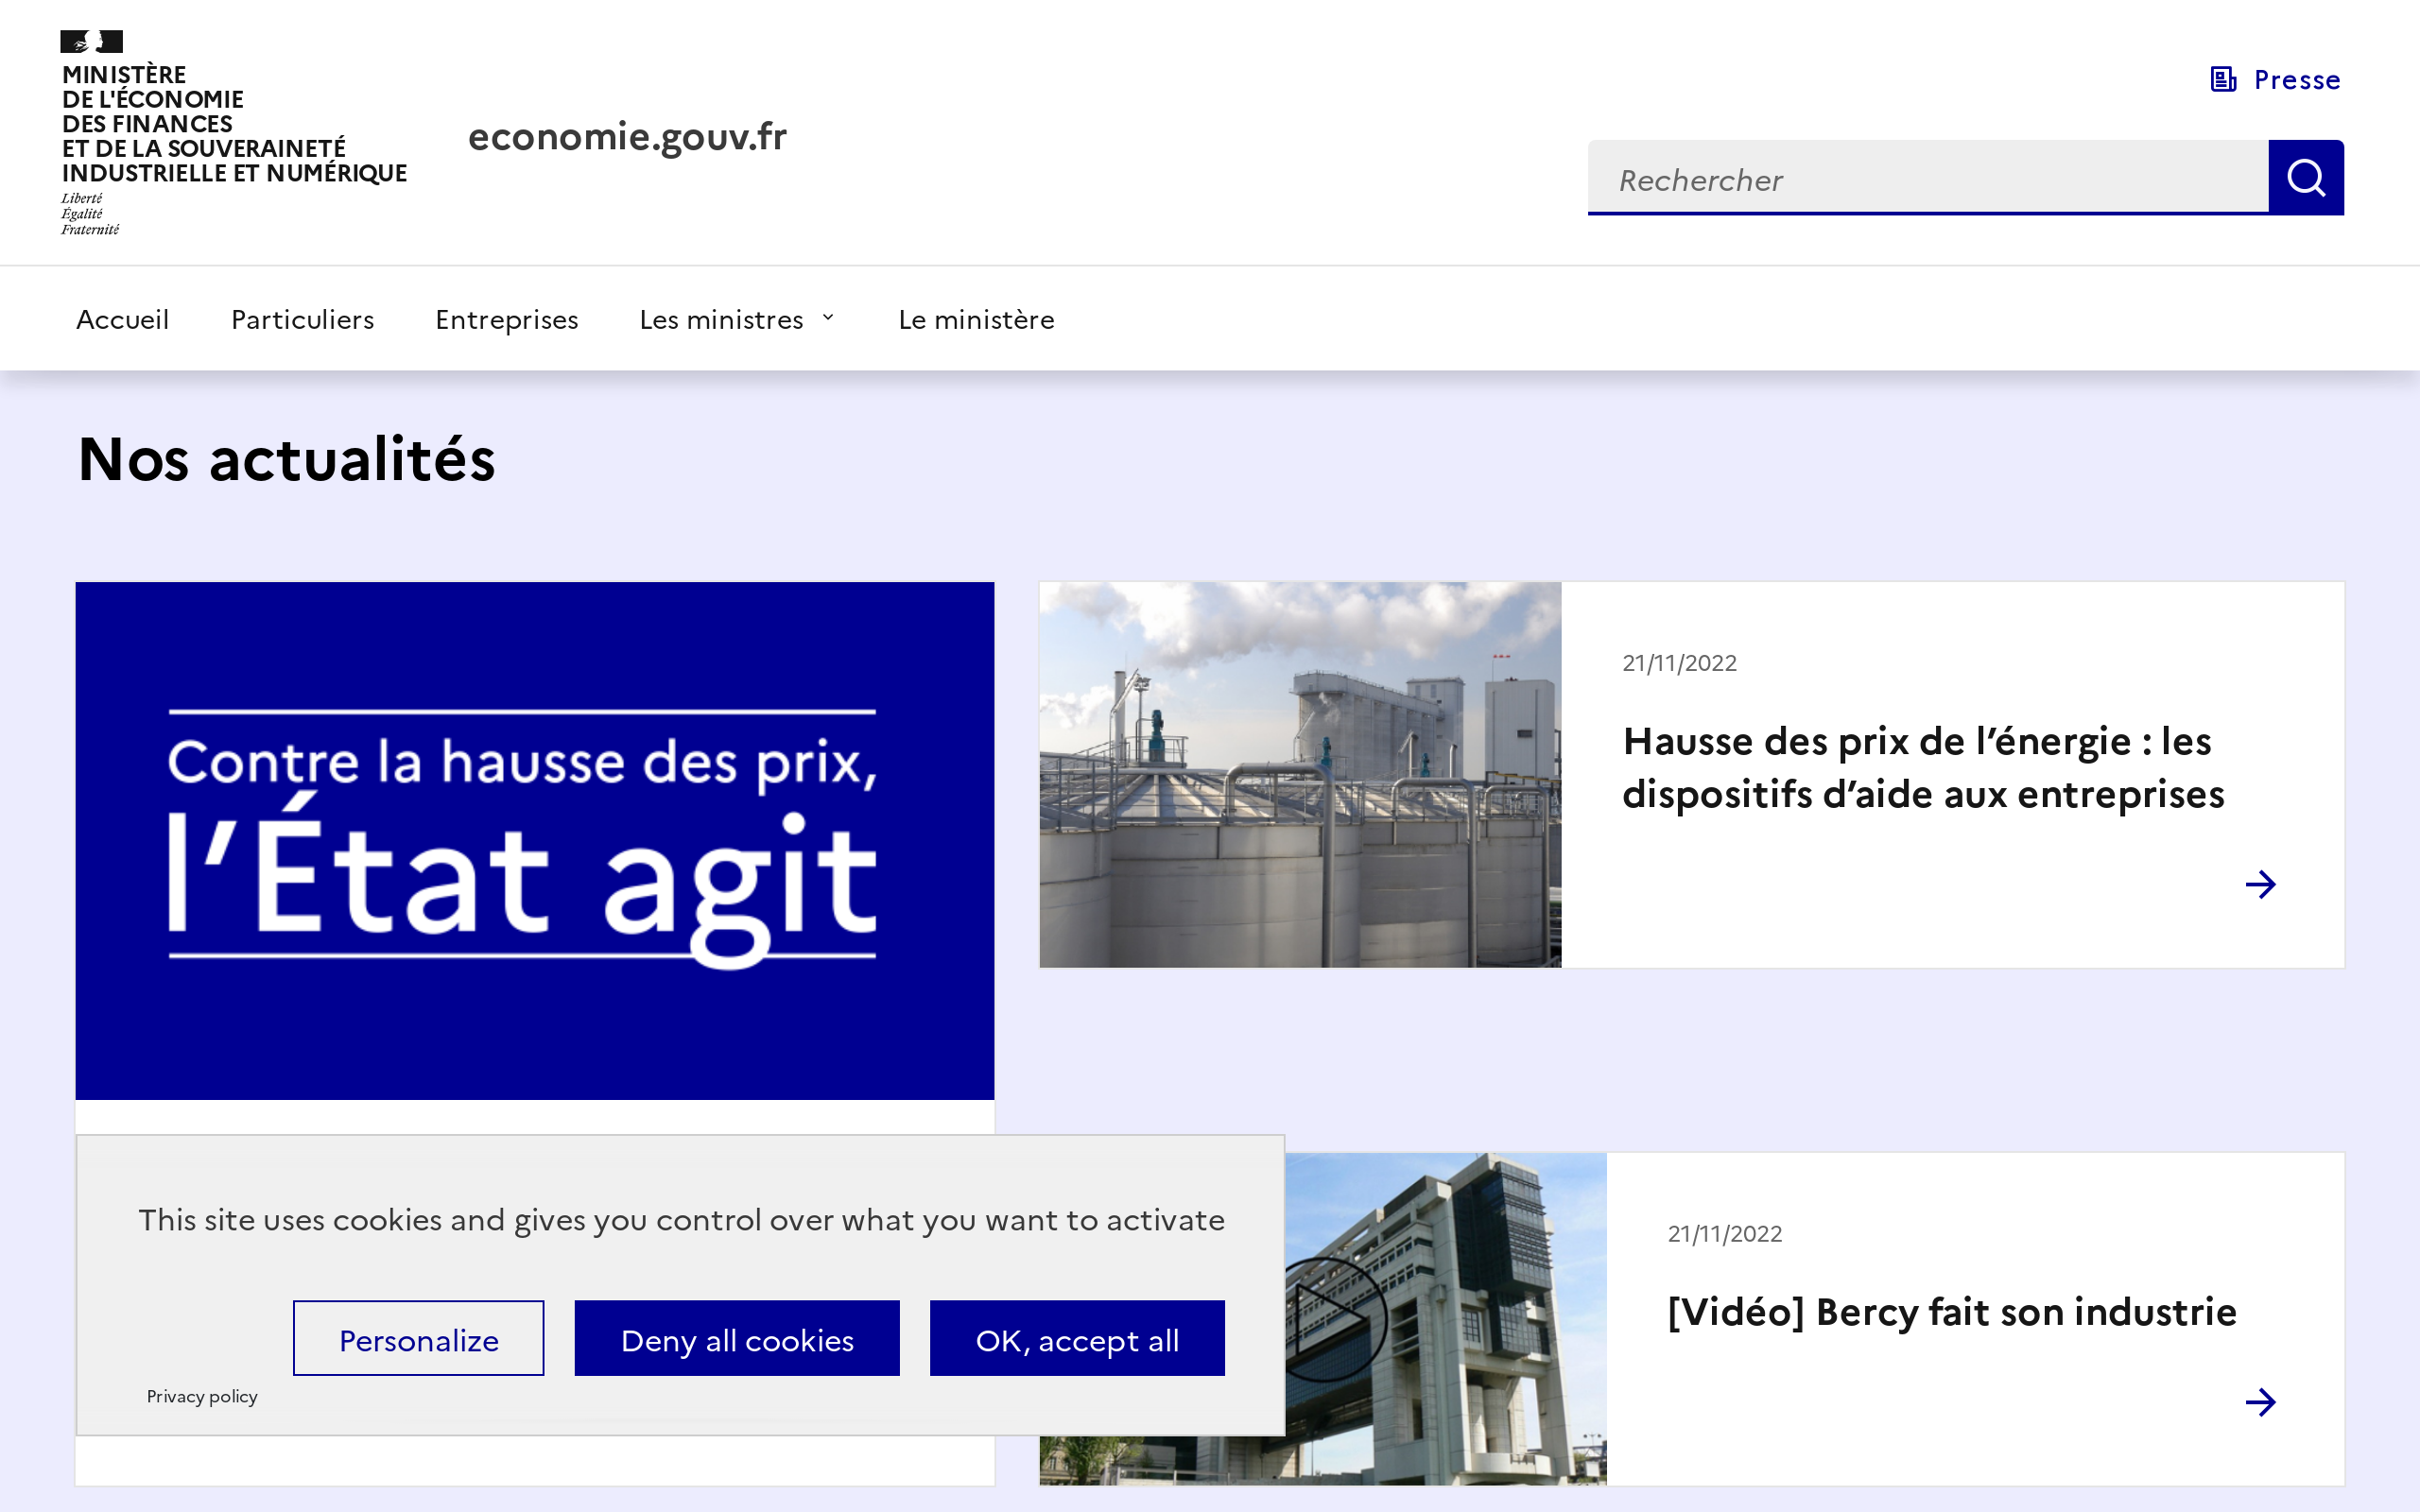 MINISTÈRE
DE L'ÉCONOMIE
DES FINANCES
ET DE LA SOUVERAINETÉ
INDUSTRIELLE ET NUMÉRIQUE
Liberté
Égalité
Fraternité
economie.gouv.fr
Presse
Rechercher
Accueil
Particuliers
Entreprises
Les ministres
Le ministère
Nos actualités
Contre la hausse des prix,
l’État agit
21/11/2022
Hausse des prix de l’énergie : les
dispositifs d’aide aux entreprises
21/11/2022
[Vidéo] Bercy fait son industrie
This site uses cookies and gives you control over what you want to activate
Personalize
Deny all cookies
OK, accept all
Privacy policy